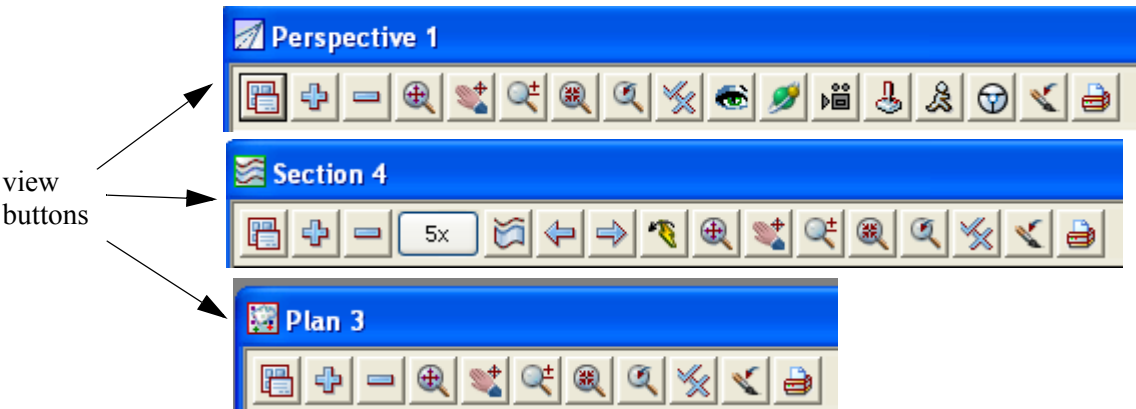 Perspective 1
Section 4
view
buttons
5x
Plan 3